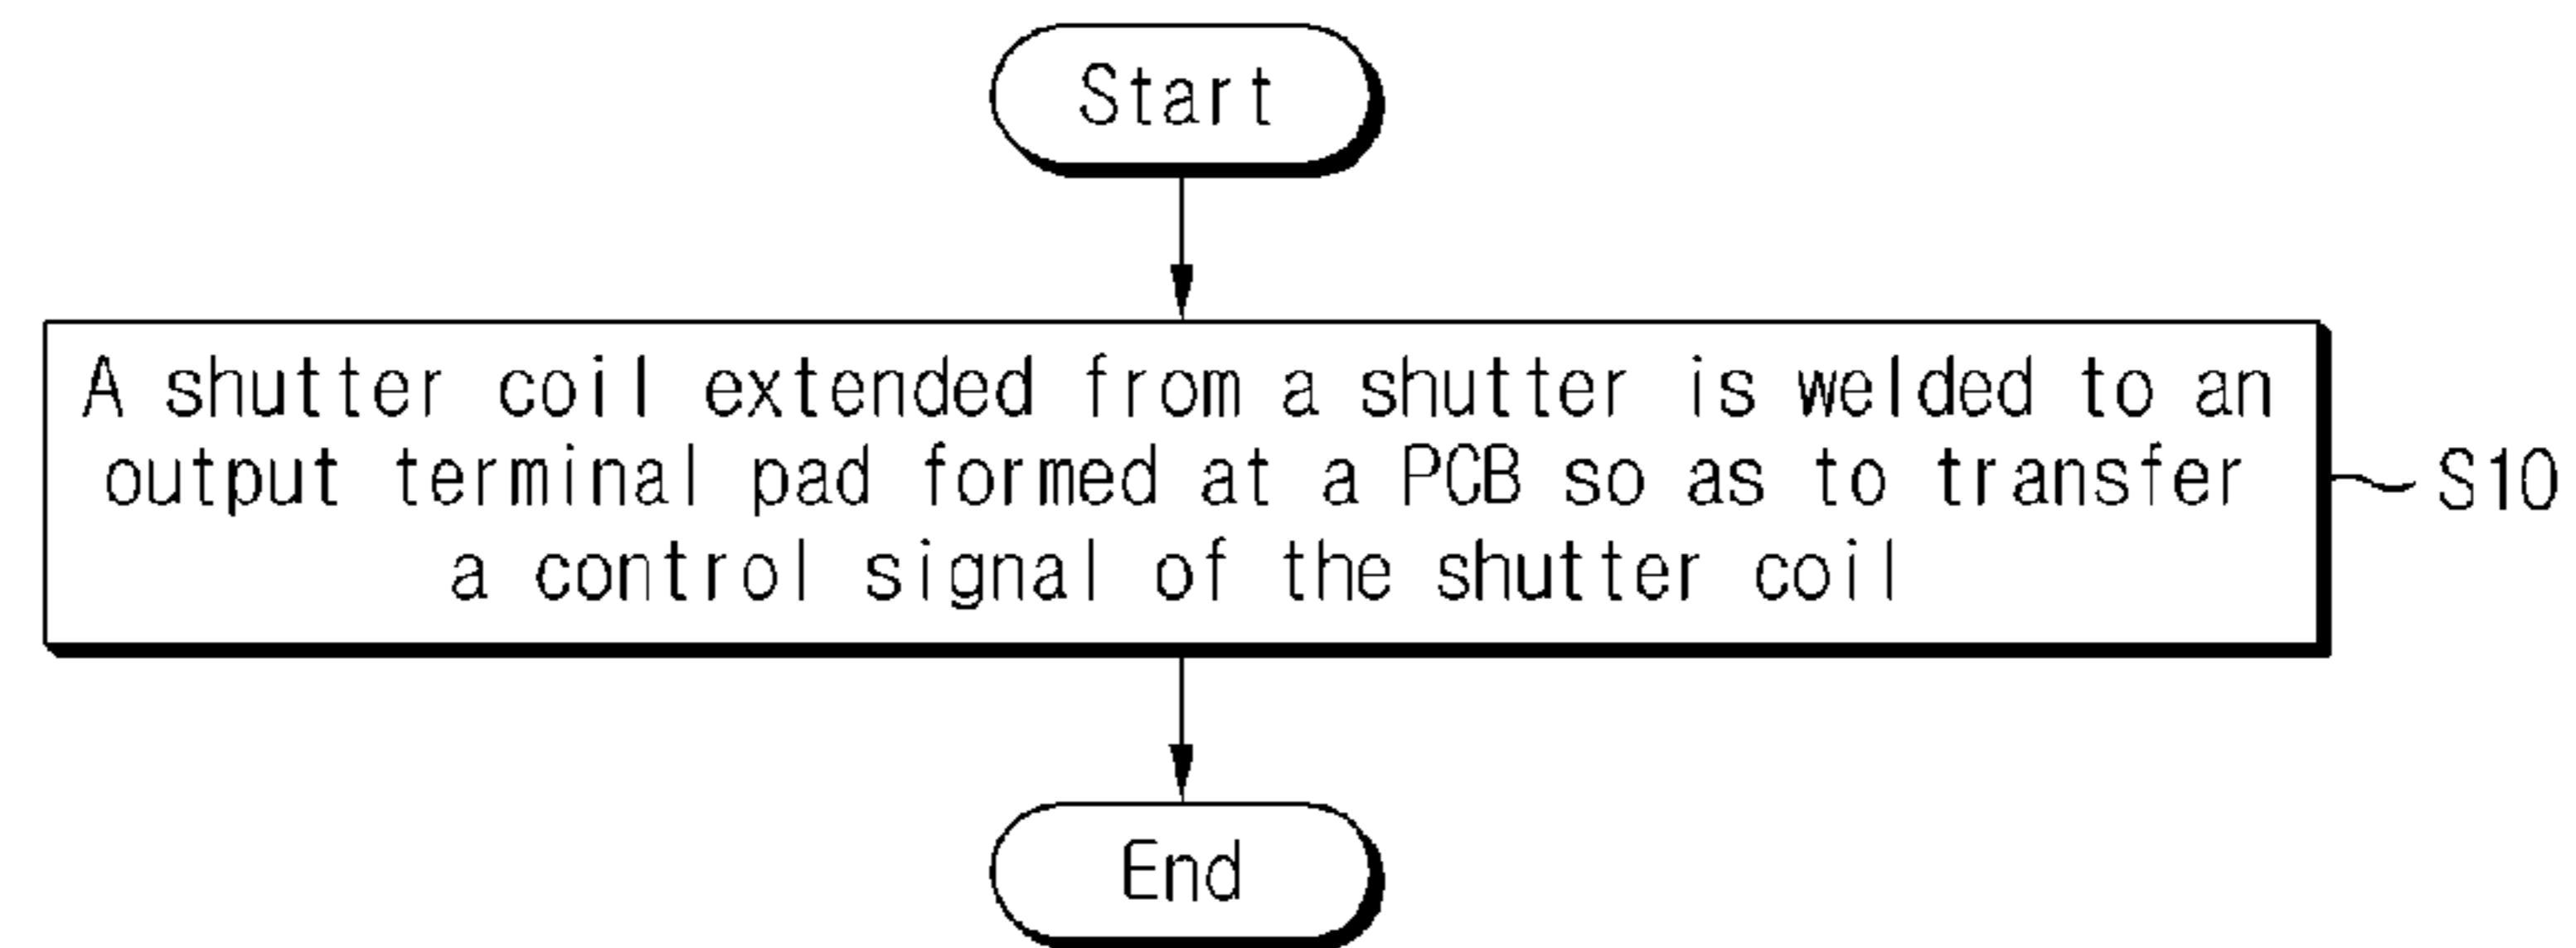 Start
A shutter coil extended from a shutter is welded to an
output terminal pad formed at a PCB so as to transfer
a control signal of the shutter coil
S10
End